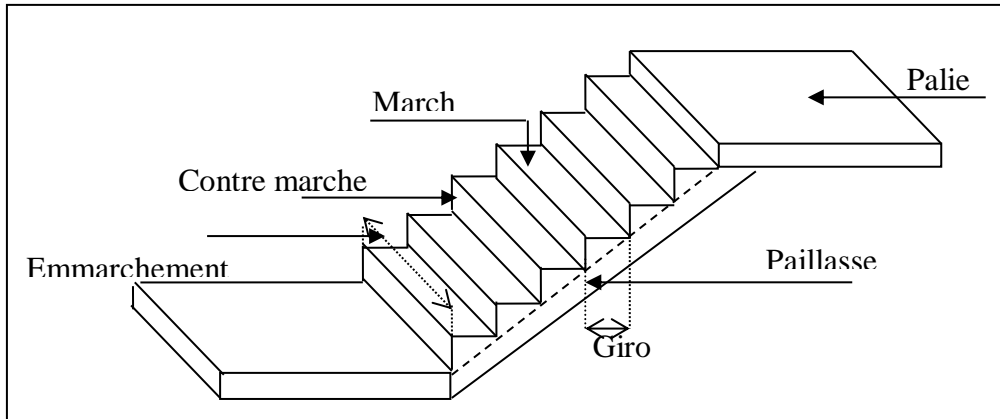 Palie
March
Contre marche
Emmarchement
Paillasse
Giro